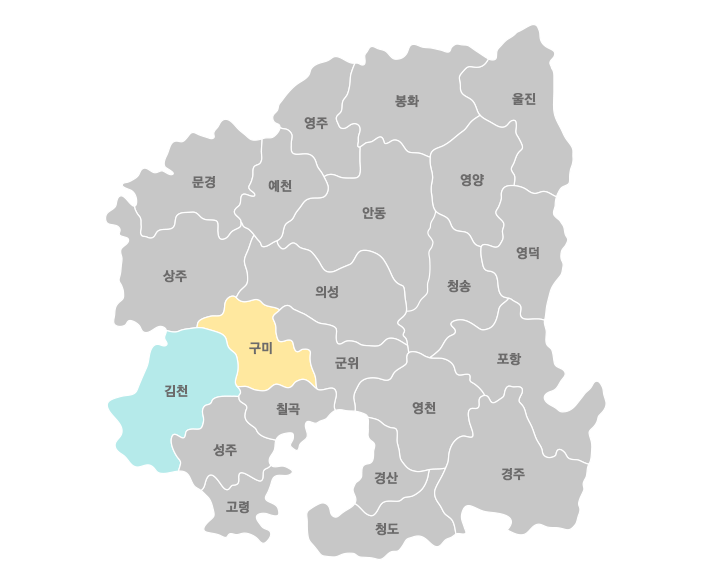 봉화
울진
영주
문경
예천
영양
안동
영덕
상주
의성
청송
구미
군위
포항
김천
칠곡
영천
성주
경산
경주
고령
청도